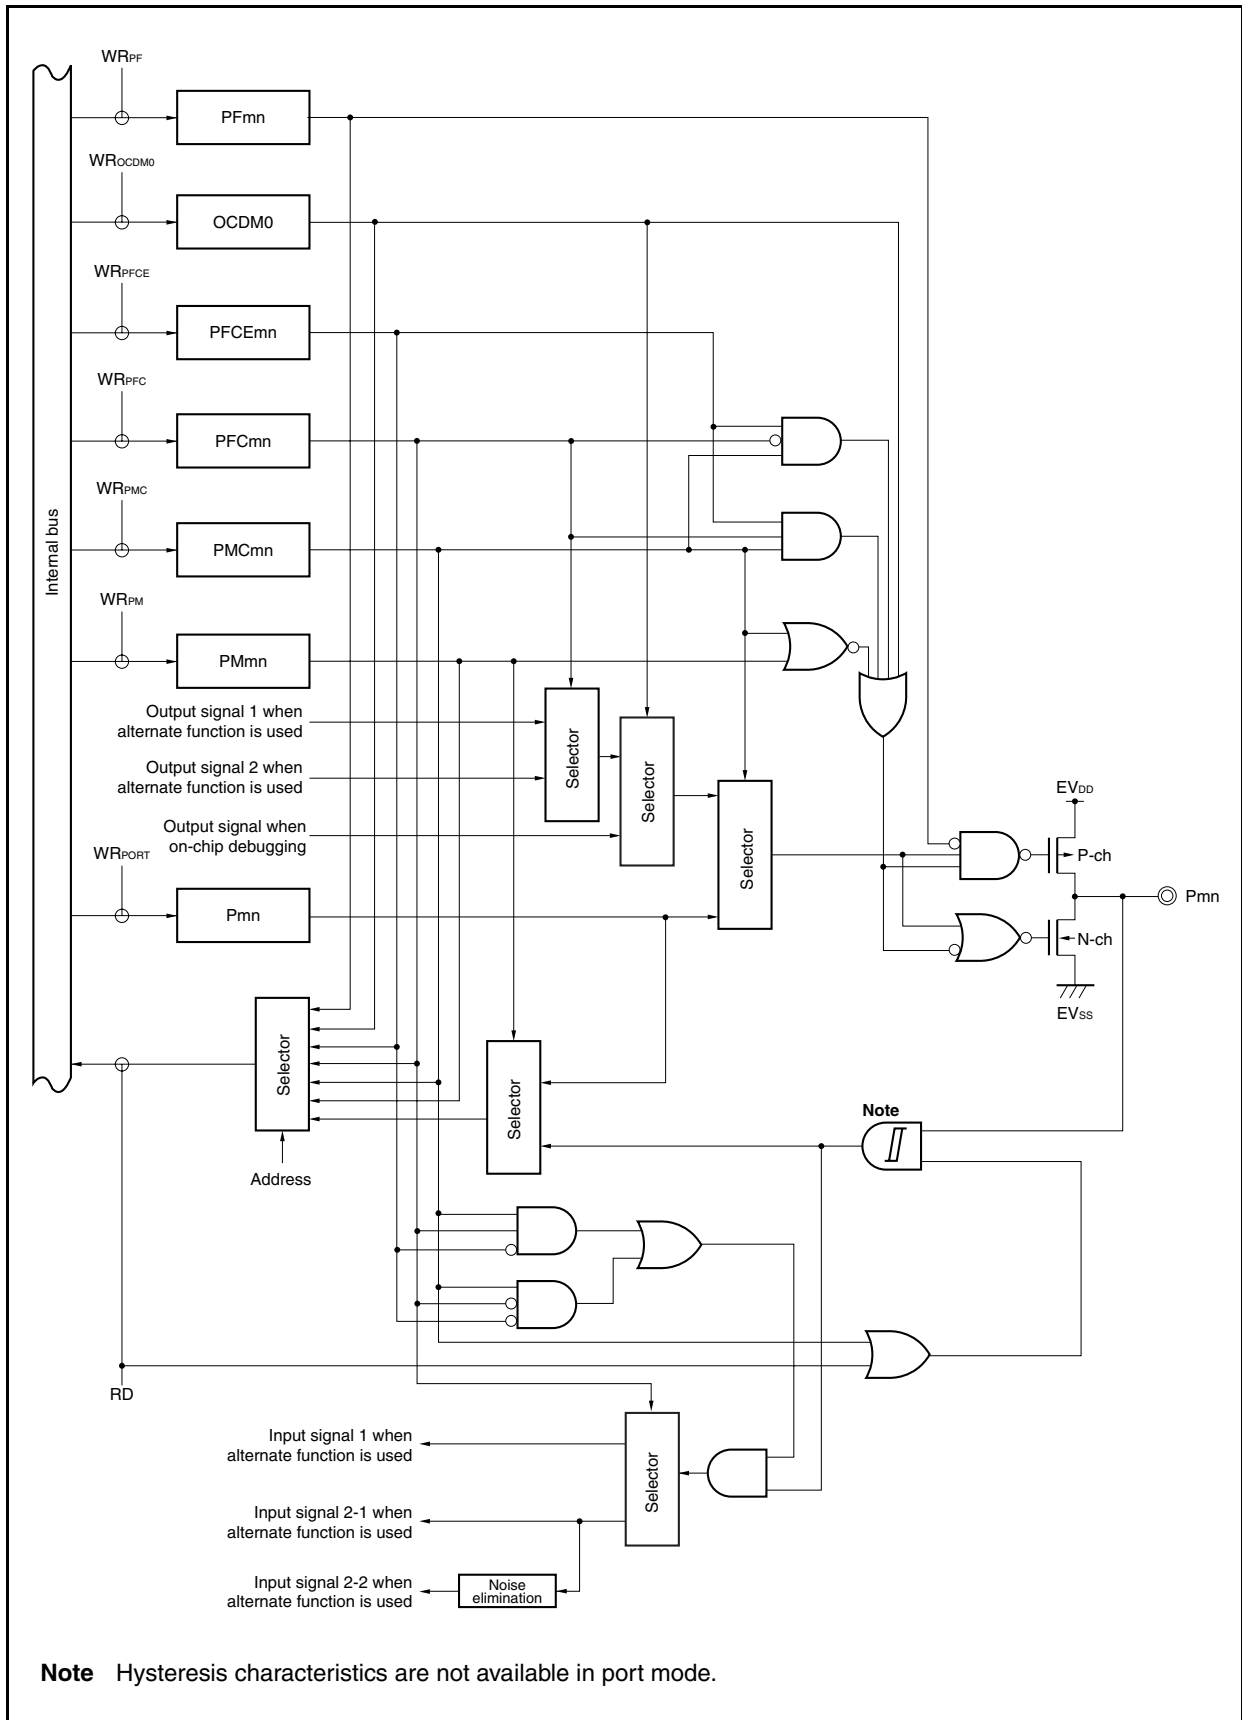 WRPF
PFmn
WROCDM0
OCDM0
WRPFCE
PFCEmn
WRPFC
PFCmn
WRPMC
PMCmn
Internal bus
WRPM
PMmn
Output signal 1 when
alternate function is used
Output signal 2 when
alternate function is used
Output signal when
on-chip debugging
Selector
Selector
Selector
WRPORT
Pmn
EVDD
P-ch
Pmn
N-ch
EVSS
Selector
Address
Selector
Note
RD
Input signal 1 when
alternate function is used
Input signal 2-1 when
alternate function is used
Input signal 2-2 when
alternate function is used
Noise
elimination
Selector
Note Hysteresis characteristics are not available in port mode.